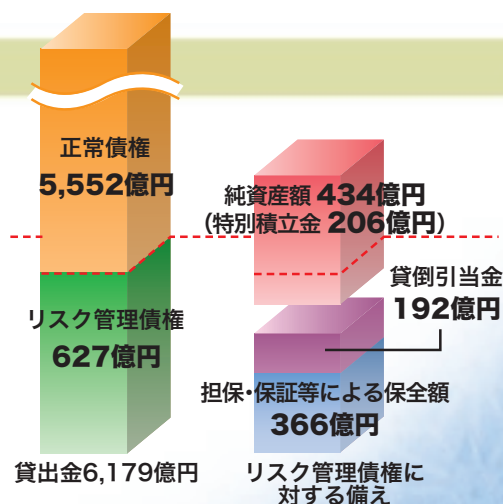 正常債権
5,552億円
リスク管理債権
627億円
貸出金6,179億円
純資産額 434億円
(特別積立金 206億円)
貸倒引当金
192億円
担保・保証等による保全額
366億円
リスク管理債権に
対する備え